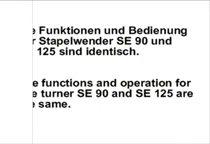 e Funktionen und Bedienung
r Stapelwender SE 90 und
125 sind identisch.
e functions and operation for
e turner SE 90 and SE 125 are
e same.